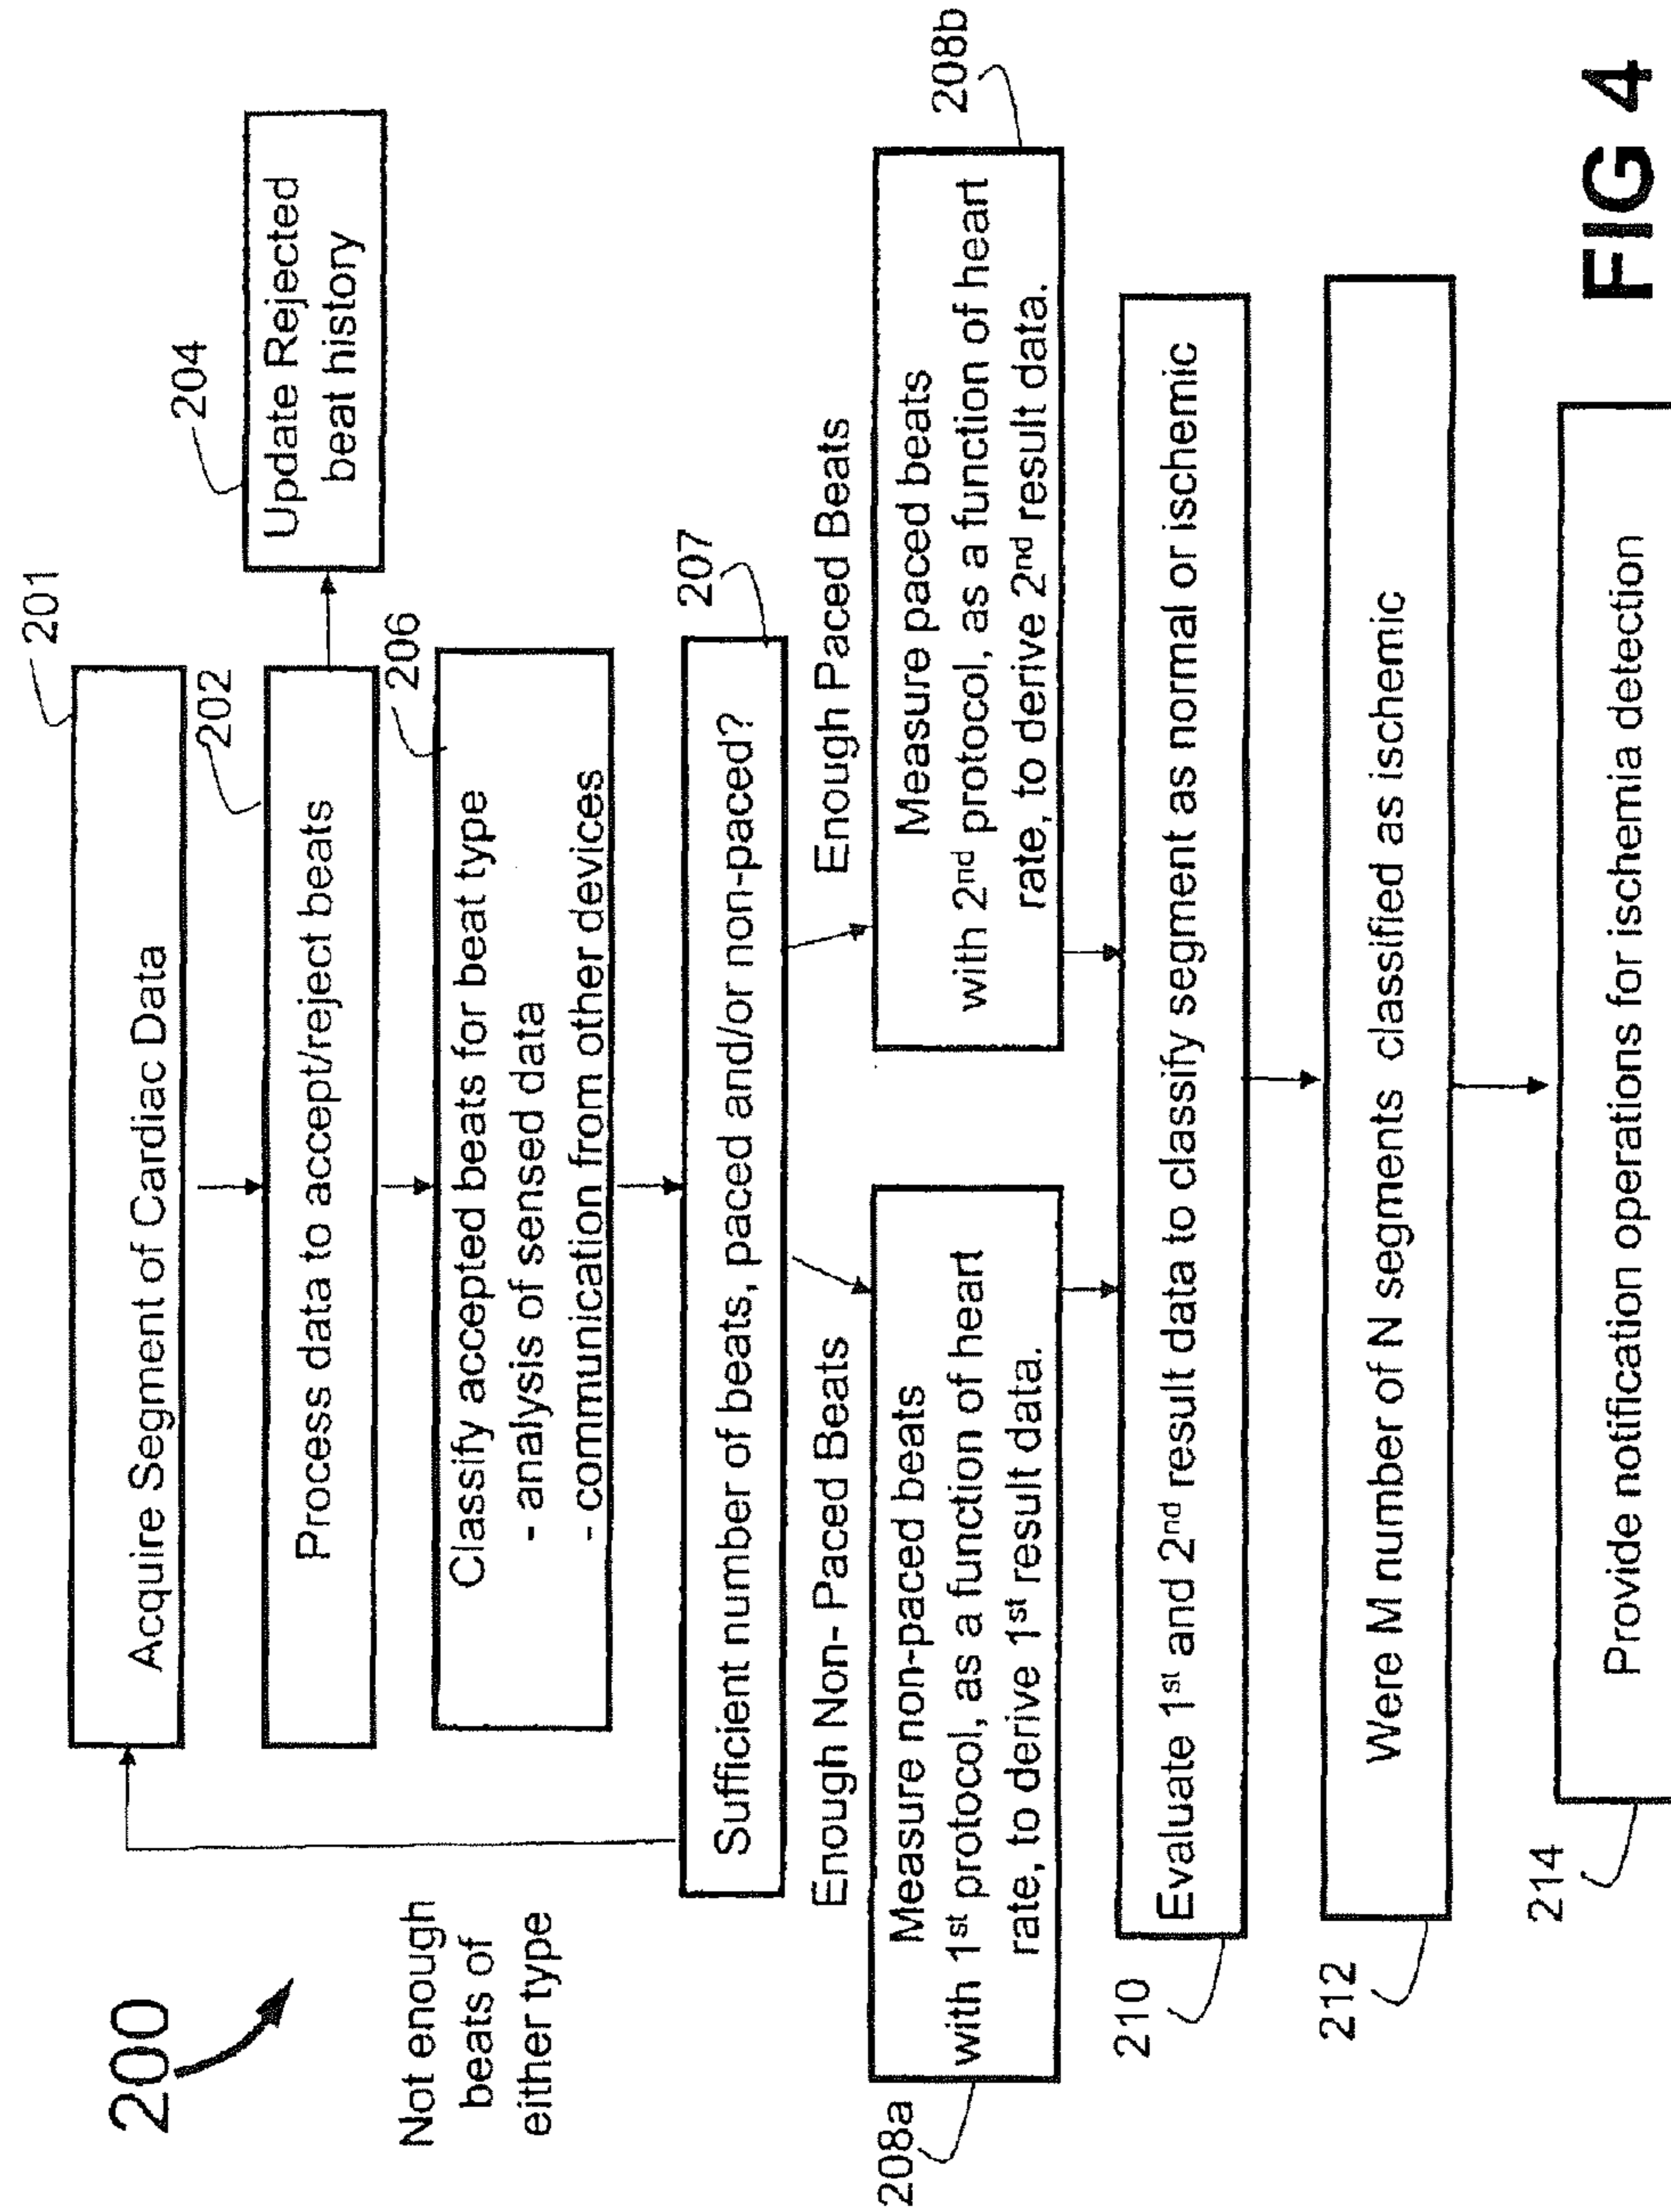 200
201
Acquire Segment of Cardiac Data
202
Process data to accept/reject beats
204
Update Rejected
beat history
206
Classify accepted beats for beat type
- analysis of sensed data
- communication from other devices
Not enough
beats of
either type
207
Sufficient number of beats, paced and/or non-paced?
Enough Non- Paced Beats
Enough Paced Beats
208a
Measure non-paced beats
with 1st protocol, as a function of heart
rate, to derive 1st result data.
208b
Measure paced beats
with 2nd protocol, as a function of heart
rate, to derive 2nd result data.
210
Evaluate 1st and 2nd result data to classify segment as normal or ischemic
212
Were M number of N segments classified as ischemic
214
Provide notification operations for ischemia detection
FIG 4